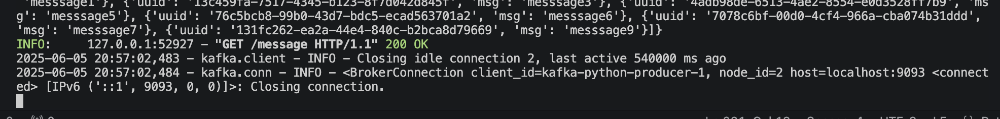 'messsage1'}, {'uuid': '13c459fa-7517-4345-b123-8f7d042d845f', 'msg': 'messsage3'}, {'uuid': '4adb98de-6513-4ae2-8554-e0d3528ff7b9', 'ms
g': 'messsage5'}, {'uuid': '76c5bcb8-99b0-43d7-bdc5-ecad563701a2', 'msg': 'messsage6'}, {'uuid': '7078c6bf-00d0-4cf4-966a-cba074b31ddd',
'msg': 'messsage7'}, {'uuid': '131fc262-ea2a-44e4-840c-b2bca8d79669', 'msg': 'messsage9'}]}
INFO:     127.0.0.1:52927 - "GET /message HTTP/1.1" 200 OK
2025-06-05 20:57:02,483 - kafka.client - INFO - Closing idle connection 2, last active 540000 ms ago
2025-06-05 20:57:02,484 - kafka.conn - INFO - <BrokerConnection client_id=kafka-python-producer-1, node_id=2 host=localhost:9093 <connect
ed> [IPv6 ('::1', 9093, 0, 0)]>: Closing connection.